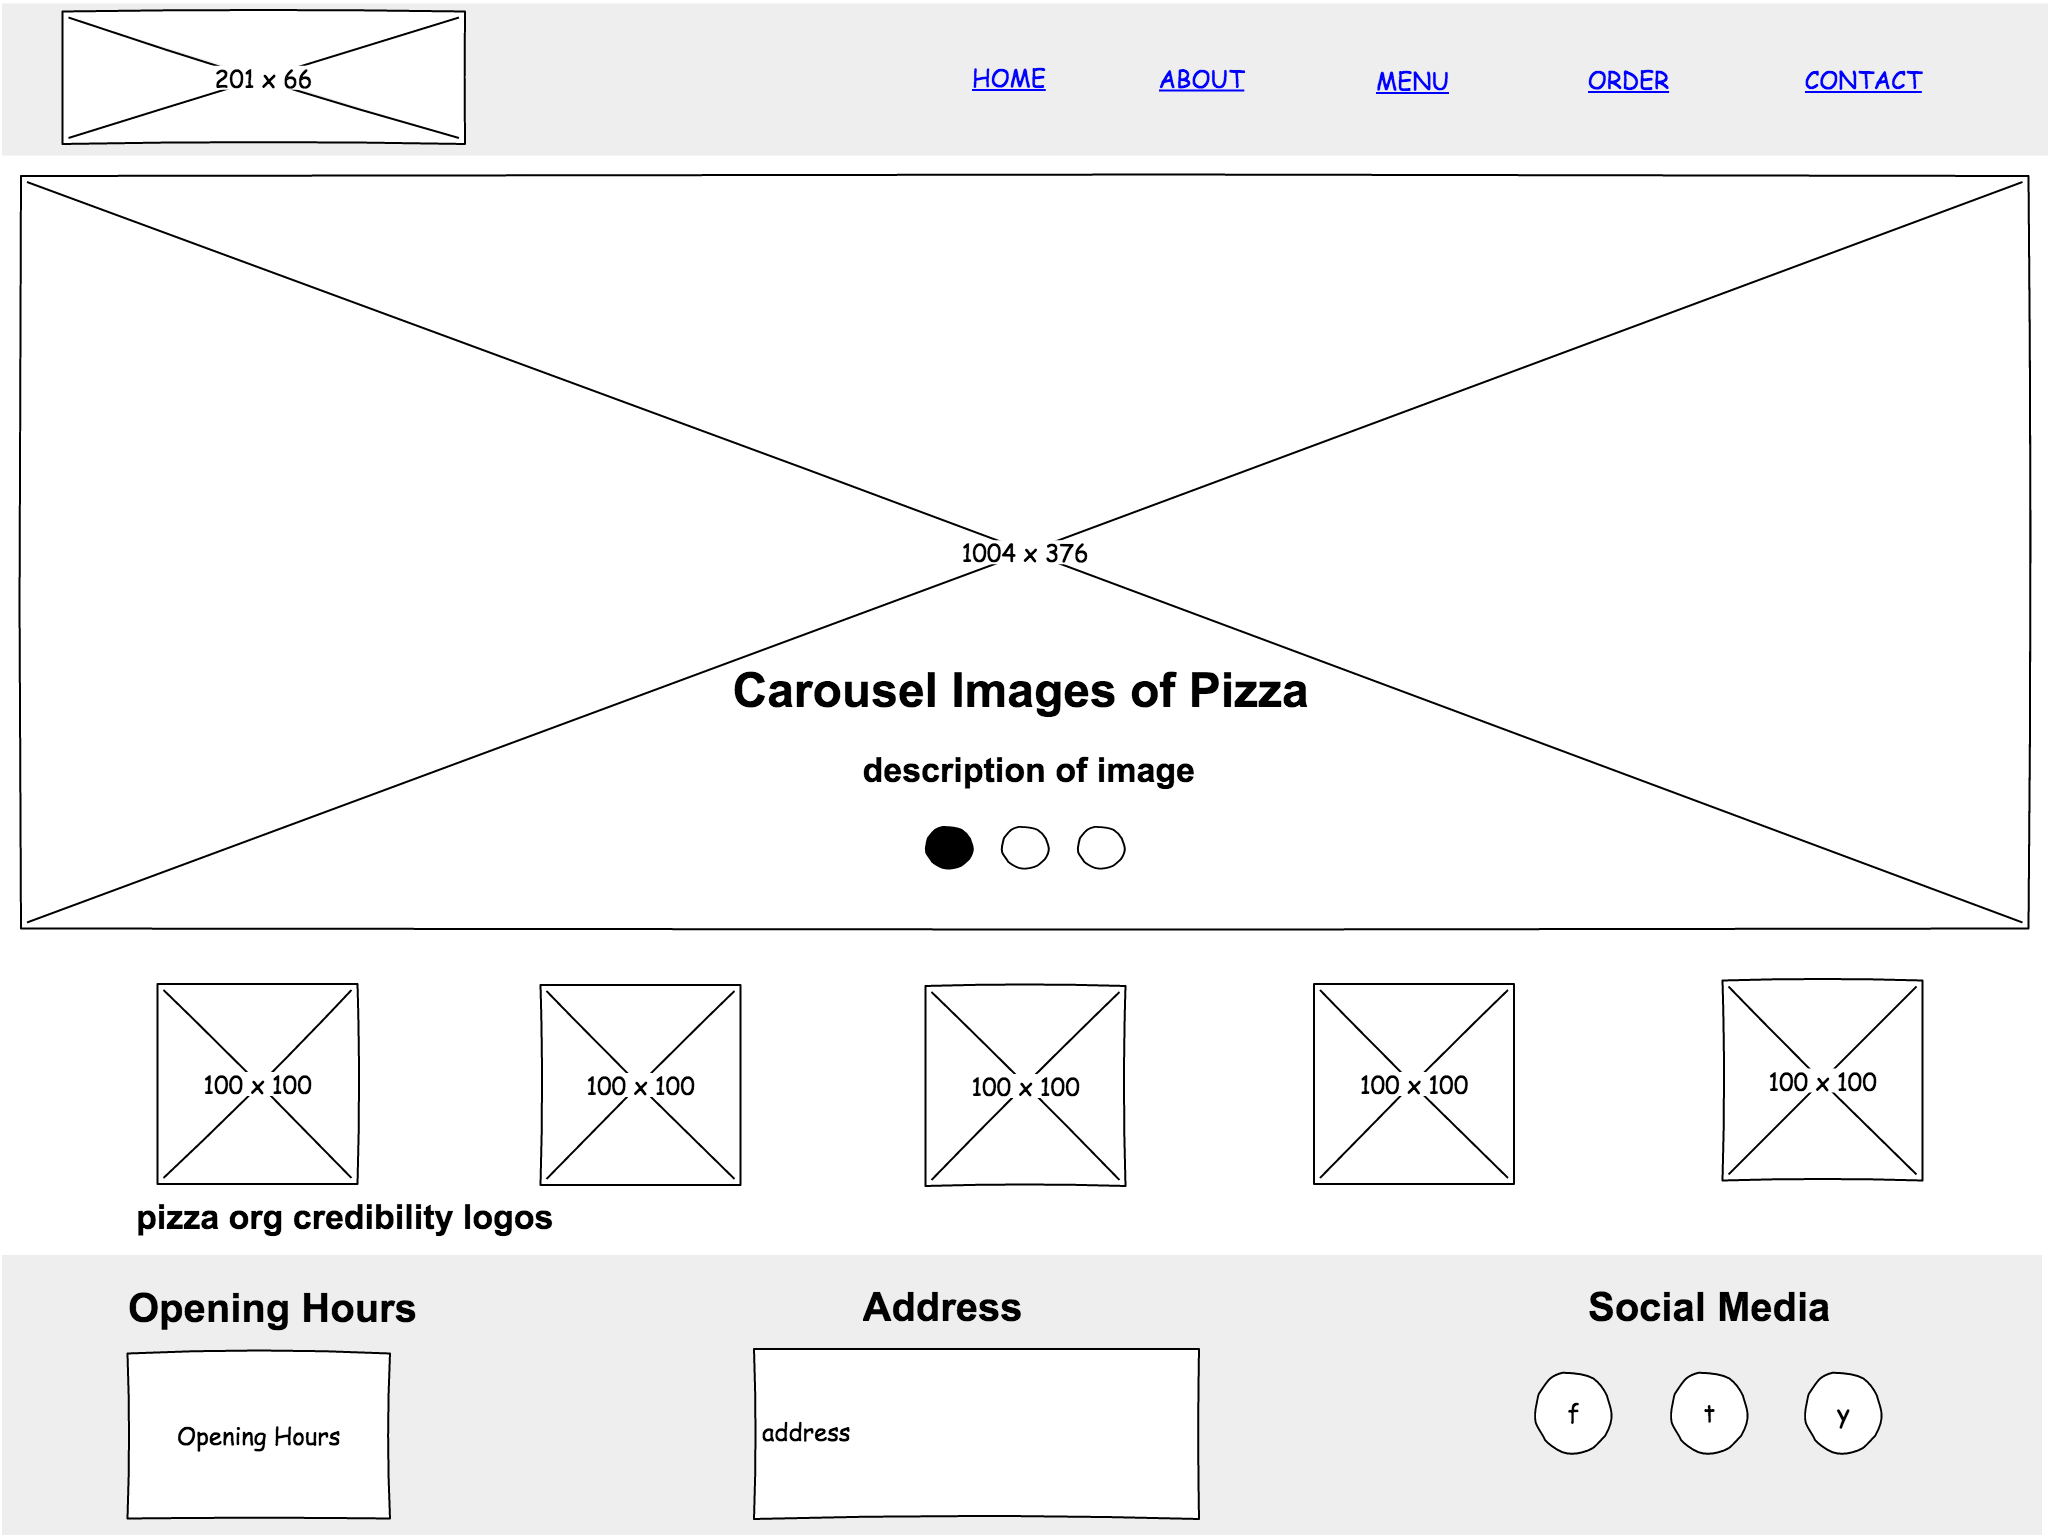 201 x 66
HOME ABOUT MENU ORDER CONTACT
1004 x 376
Carousel Images of Pizza
description of image
100 x 100 100 x 100 100 x 100 100 x 100 100 x 100
pizza org credibility logos
Opening Hours Address Social Media
Opening Hours address f t y